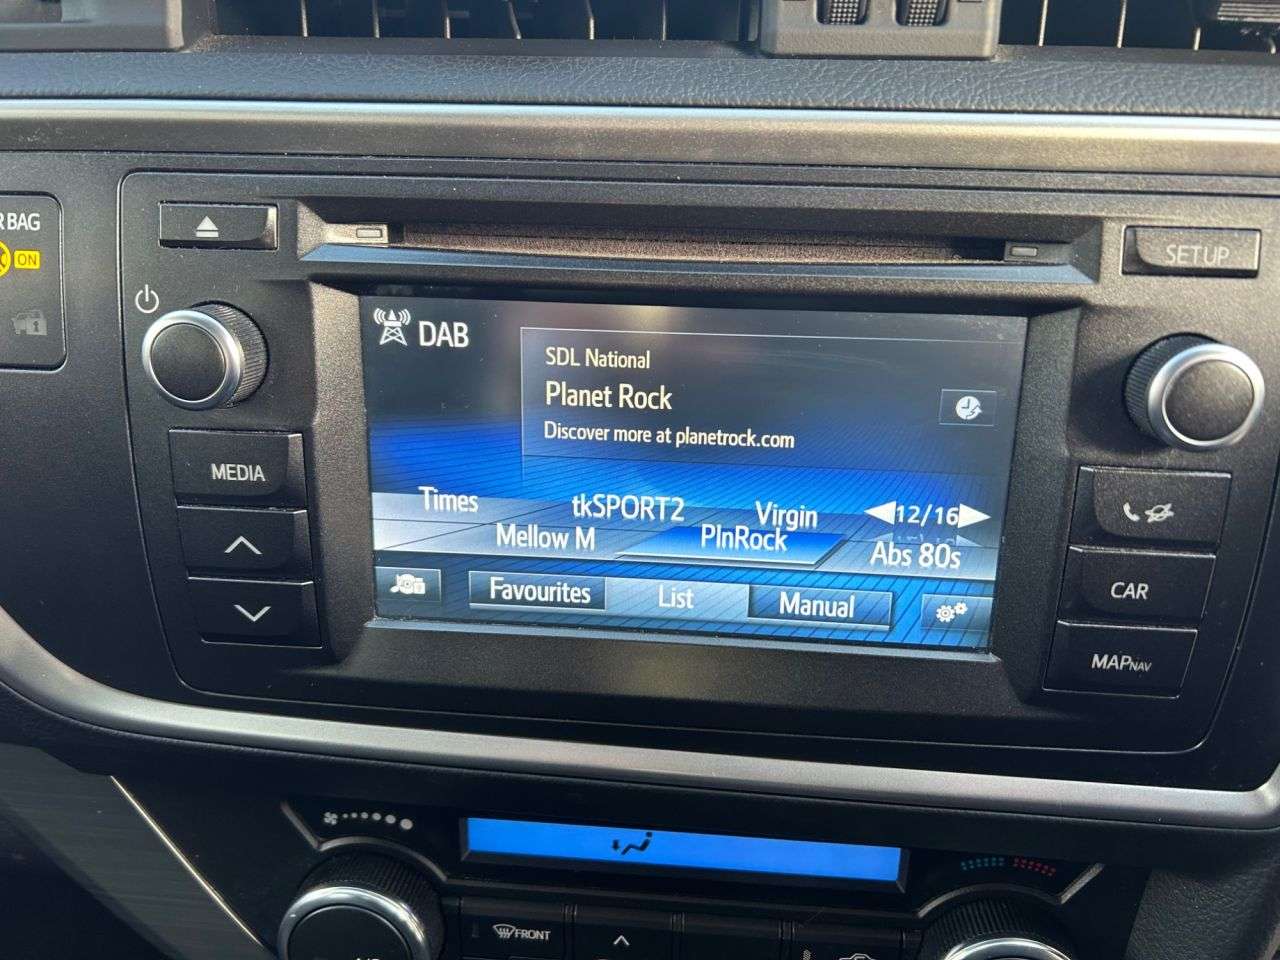 R BAG
ON
SETUP
DAB
SDL National
Planet Rock
Discover more at planetrock.com
MEDIA
Times
tkSPORT2
Virgin
12/16
Mellow M
PlnRock
Abs 80s
Favourites
List
Manual
CAR
MAPNAV
FRONT